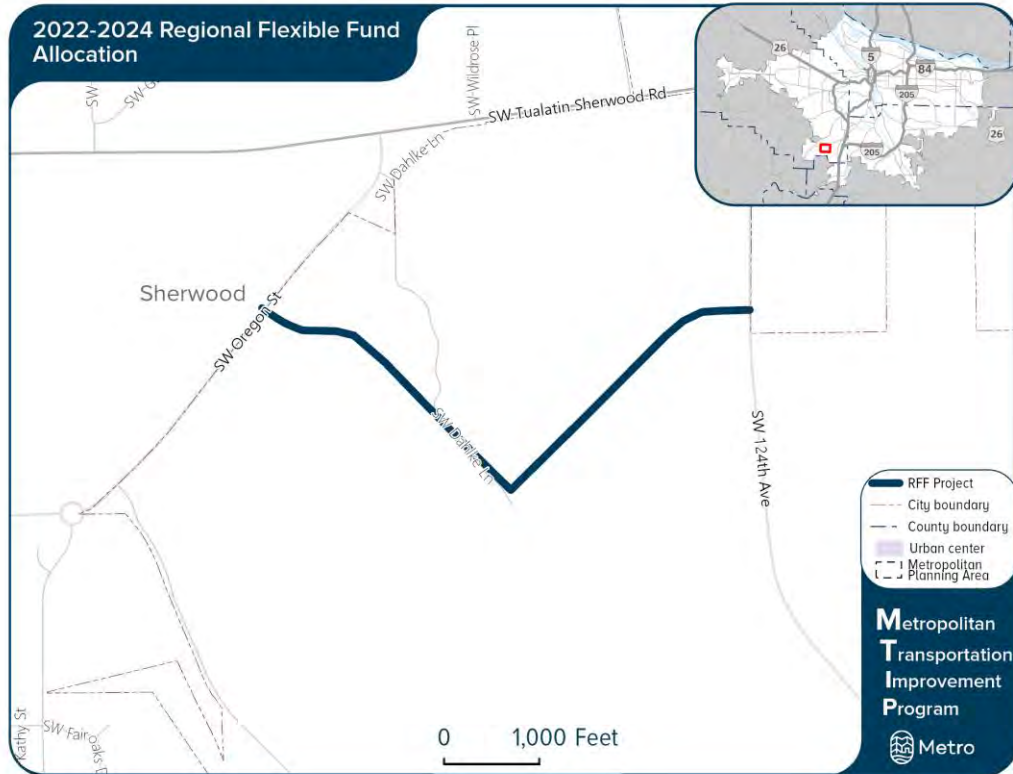 2022-2024 Regional Flexible Fund
Allocation
26
5
84
205
26
205
SW Wildrose Pl
SW Tualatin-Sherwood Rd
SW Dahlke Ln
Sherwood
SW Oregon St
SW Dahlke Ln
SW 124th Ave
Kathy St
SW Fair oaks D
0 1,000 Feet
RFF Project
City boundary
County boundary
Urban center
Metropolitan
Planning Area
Metropolitan
Transportation
Improvement
Program
Metro